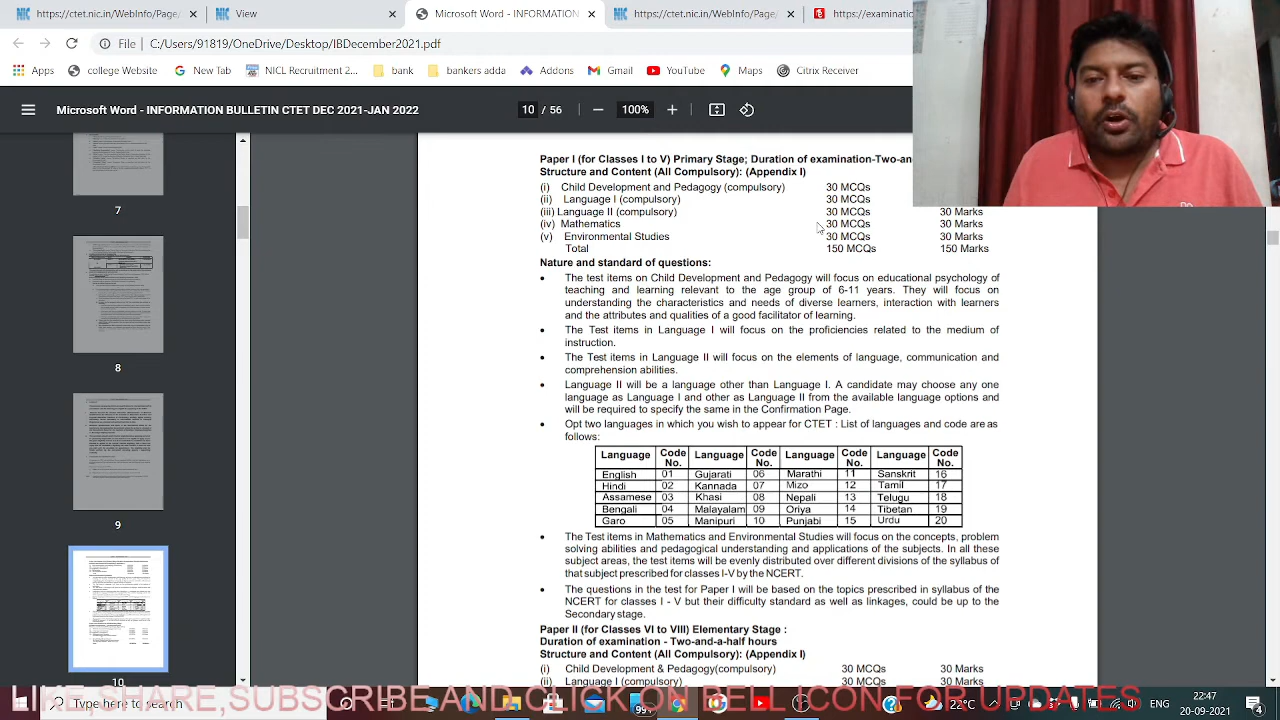 https://ctet.nic.in/Page/Pag
View
Microsoft Word - INFORMATION
https://ctet.nic.in/WebInfo/Page/
https://examinatio
File
C:/Users/ /Desktop/IB_December2021.pdf
Apps
college Website
New Tab
NICL Recruitment 2...
bank
bankers adda
Addons
Gmail
YouTube
Maps
Citrix Receiver
Microsoft Word - INFORMATION BULLETIN CTET DEC 2021-JAN 2022
10 / 56
100%
7
8
9
10
Paper I (for Classes I to V) Primary Stage; Duration of examination-Two-an
Structure and Content (All Compulsory): (Appendix I)
(i) Child Development and Pedagogy (compulsory) 30 MCQs
(ii) Language I (compulsory) 30 MCQs
(iii) Language II (compulsory) 30 MCQs 30 Marks
(iv) Mathematics 30 MCQs 30 Marks
(v) Environmental Studies 30 MCQs 30 Marks
Total 150 MCQs 150 Marks
Nature and standard of questions:
• The test items on Child Development and Pedagogy will focus on educational psychology of
teaching and learning relevant to the age group of 6-11 years. They will focus on
understanding the characteristics and needs of diverse learners, interaction with learners
and the attributes and qualities of a good facilitator of learning.
• The Test items in Language I will focus on the proficiencies related to the medium of
instruction.
• The Test items in Language II will focus on the elements of language, communication and
comprehension abilities.
• Language II will be a language other than Language I. A candidate may choose any one
language as Language I and other as Language II from the available language options and
will be required to specify the same in the Confirmation Page.
• Opt two languages in which you wish to appear for CTET : List of languages and code are as
follows:
Language Code No. Language Code No. Language Code No. Language Code No.
English 01 Gujarati 06 Marathi 11 Sanskrit 16
Hindi 02 Kannada 07 Mizo 12 Tamil 17
Assamese 03 Khasi 08 Nepali 13 Telugu 18
Bengali 04 Malayalam 09 Oriya 14 Tibetan 19
Garo 05 Manipuri 10 Punjabi 15 Urdu 20
• The Test items in Mathematics and Environmental Studies will focus on the concepts, problem
solving abilities and pedagogical understanding and applications of the subjects. In all these
subject areas, the test items will be evenly distributed over different divisions of the syllabus of
that subject prescribed for classes I-V by the NCERT.
• The questions in the test for Paper I will be based on the topics prescribed in syllabus of the
NCERT for classes I - V but their difficulty standard as well as linkages, could be up to the
Secondary stage.
Paper II (for Classes VI to VIII) Elementary Stage :
Duration of examination - Two-and-a-half hours
Structure and Content (All Compulsory): (Appendix I)
(i) Child Development & Pedagogy(compulsory) 30 MCQs 30 Marks
(ii) Language I (compulsory) 30 MCQs 30 Marks
ENG
22:47
20-09-2021